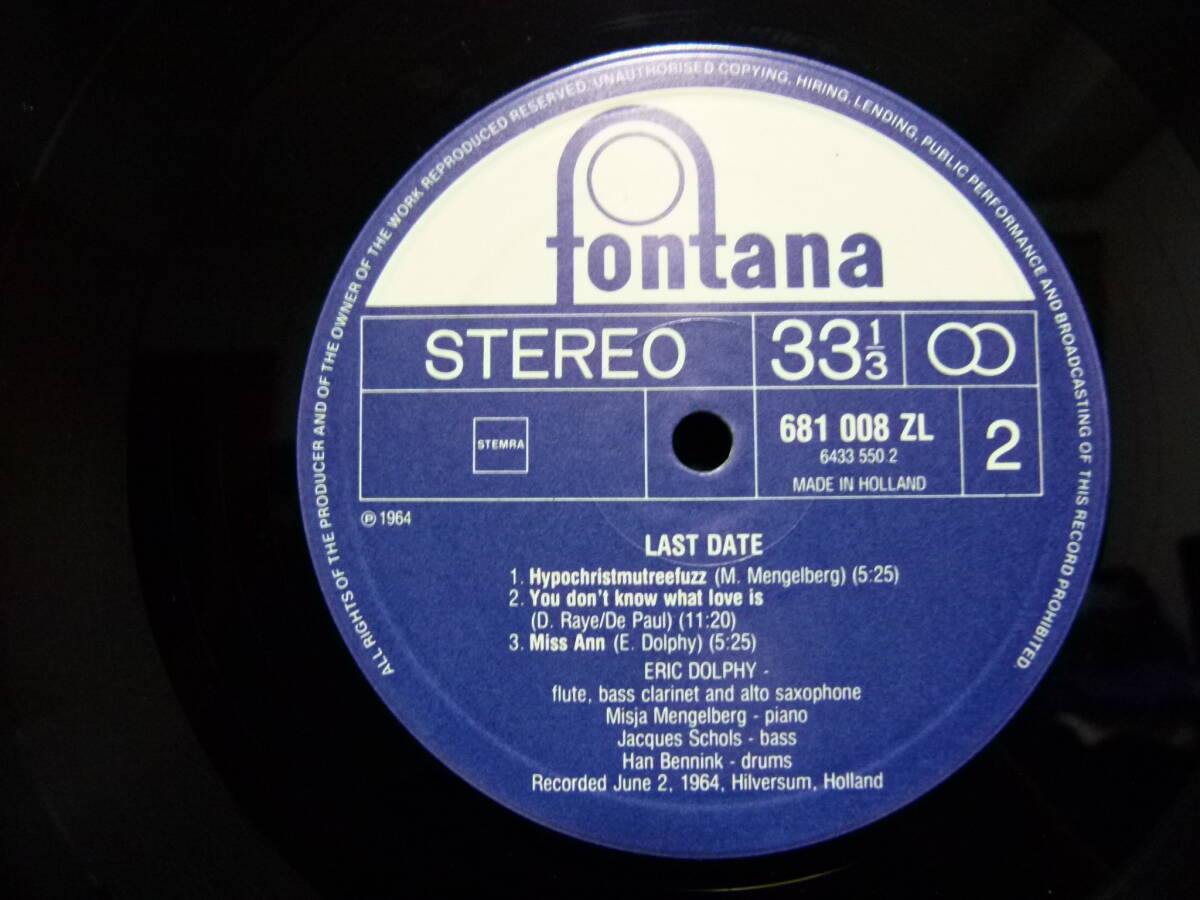 ALL RIGHTS OF THE PRODUCER AND OF THE OWNER OF THE WORK REPRODUCED RESERVED. UNAUTHORISED COPYING, HIRING, LENDING, PUBLIC PERFORMANCE AND BROADCASTING OF THIS RECORD PROHIBITED.
fontana
STEREO 33 1/3
STEMRA
681 008 ZL 2
6433 550.2
MADE IN HOLLAND
℗ 1964
LAST DATE
1. Hypochristmutreefuzz (M. Mengelberg) (5:25)
2. You don't know what love is
(D. Raye/De Paul) (11:20)
3. Miss Ann (E. Dolphy) (5:25)
ERIC DOLPHY -
flute, bass clarinet and alto saxophone
Misja Mengelberg - piano
Jacques Schols - bass
Han Bennink - drums
Recorded June 2, 1964, Hilversum, Holland